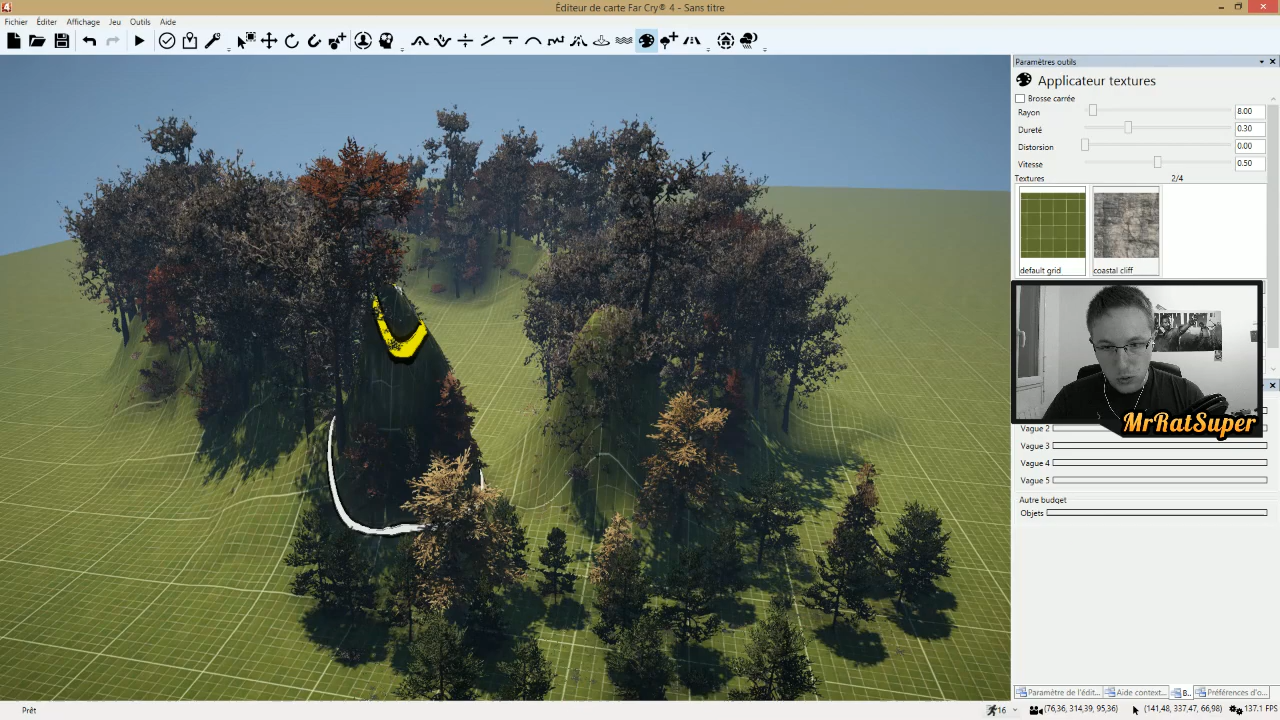 Éditeur de carte Far Cry® 4 - Sans titre
Fichier Éditer Affichage Jeu Outils Aide
Paramètres outils
Applicateur textures
Brosse carrée
Rayon 8.00
Dureté 0.30
Distorsion 0.00
Vitesse 0.50
Textures 2/4
default grid coastal cliff
MrRatSuper
Vague 2
Vague 3
Vague 4
Vague 5
Autre budget
Objets
Paramètre de l'édit... Aide context... B... Préférences d'o...
Prêt 16 (76,36, 314,39, 95,36) (141,48, 337,47, 66,98) 137.1 FPS